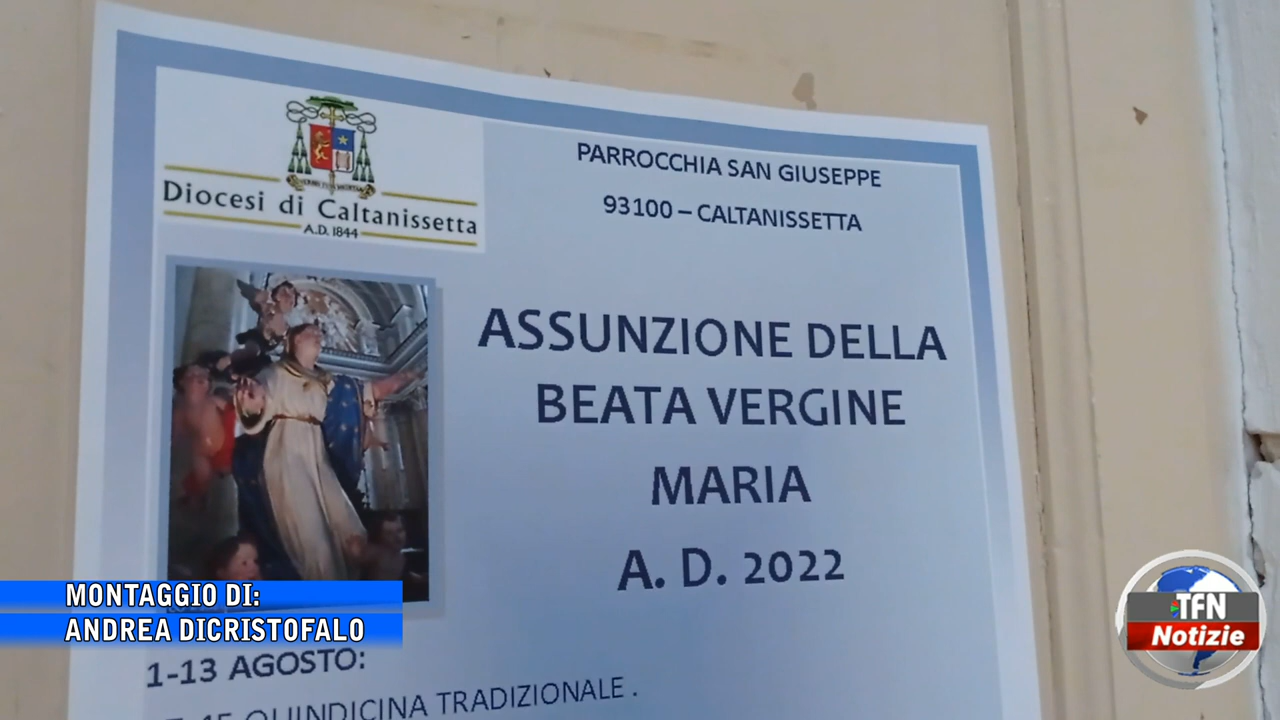 Diocesi di Caltanissetta
A.D. 1844
PARROCCHIA SAN GIUSEPPE
93100 – CALTANISSETTA
ASSUNZIONE DELLA
BEATA VERGINE
MARIA
A. D. 2022
MONTAGGIO DI:
ANDREA DICRISTOFALO
1-13 AGOSTO:
QUINDICINA TRADIZIONALE .
TFN
Notizie